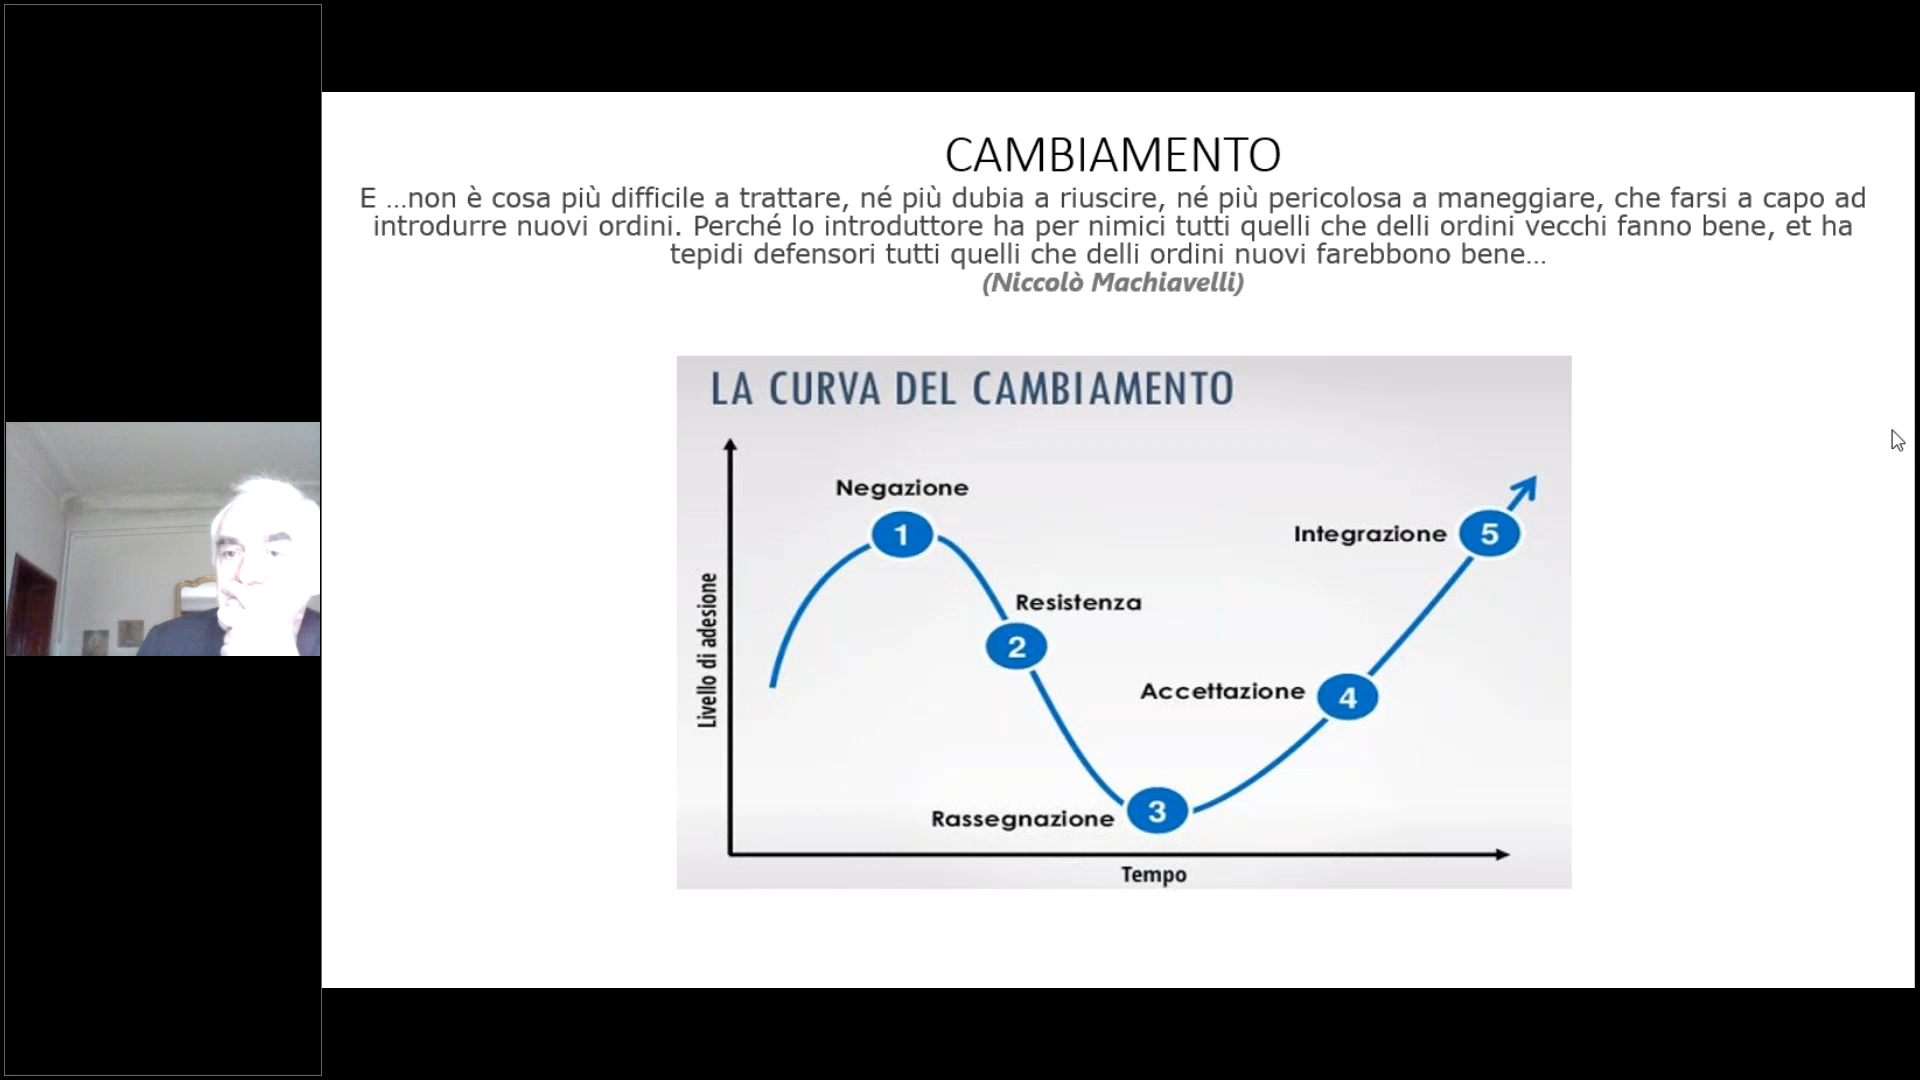 CAMBIAMENTO
E ...non è cosa più difficile a trattare, né più dubia a riuscire, né più pericolosa a maneggiare, che farsi a capo ad
introdurre nuovi ordini. Perché lo introduttore ha per nimici tutti quelli che delli ordini vecchi fanno bene, et ha
tepidi defensori tutti quelli che delli ordini nuovi farebbono bene...
(Niccolò Machiavelli)
LA CURVA DEL CAMBIAMENTO
Livello di adesione
Negazione
1
Resistenza
2
Rassegnazione
3
Accettazione
4
Integrazione
5
Tempo